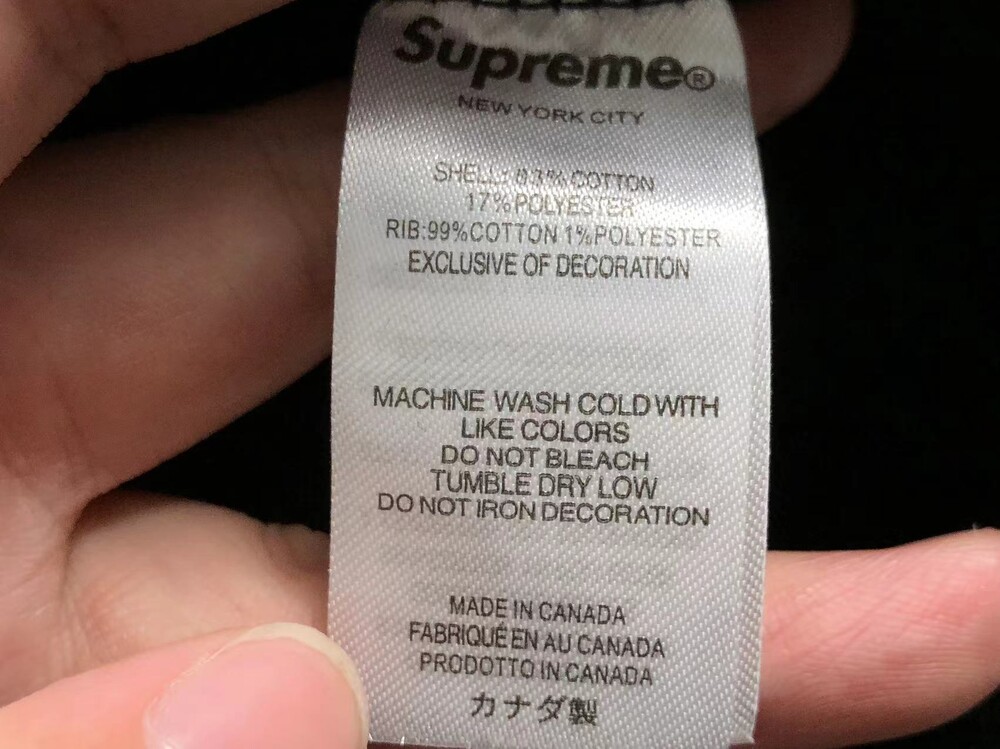 Supreme®
NEW YORK CITY
SHELL: 83% COTTON
17% POLYESTER
RIB:99%COTTON 1%POLYESTER
EXCLUSIVE OF DECORATION
MACHINE WASH COLD WITH
LIKE COLORS
DO NOT BLEACH
TUMBLE DRY LOW
DO NOT IRON DECORATION
MADE IN CANADA
FABRIQUÉ EN AU CANADA
PRODOTTO IN CANADA
カナダ製